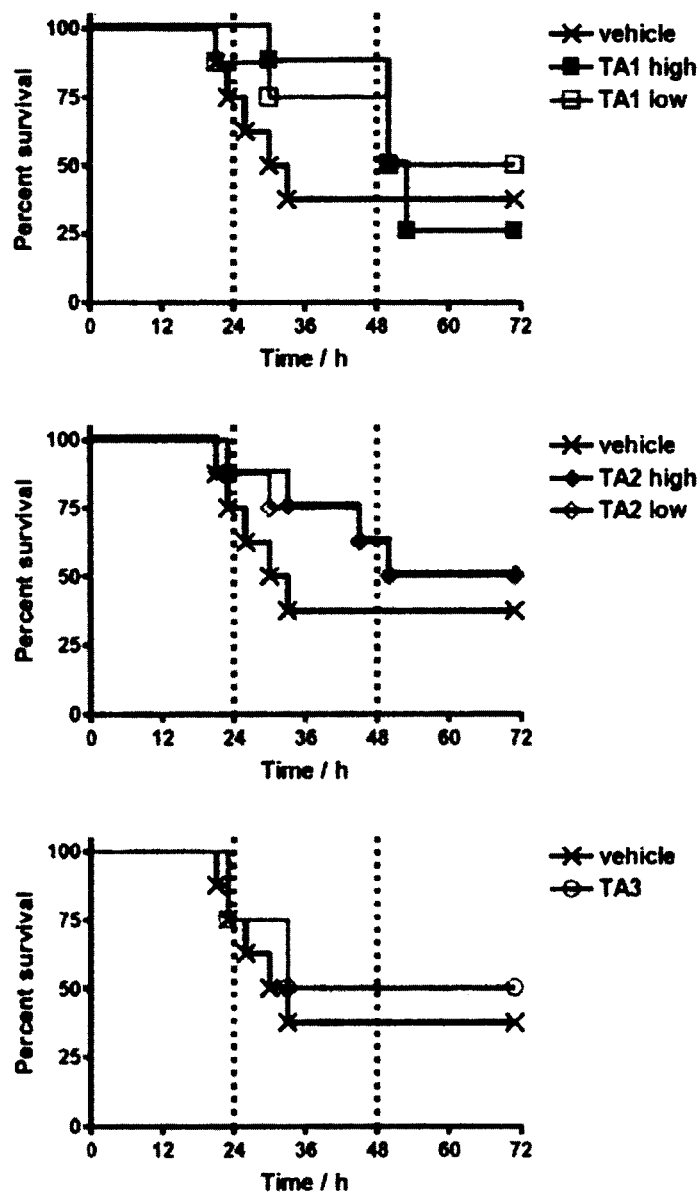 Percent survival
100
75
50
25
0
0 12 24 36 48 60 72
Time / h
vehicle
TA1 high
TA1 low
Percent survival
100
75
50
25
0
0 12 24 36 48 60 72
Time / h
vehicle
TA2 high
TA2 low
Percent survival
100
75
50
25
0
0 12 24 36 48 60 72
Time / h
vehicle
TA3